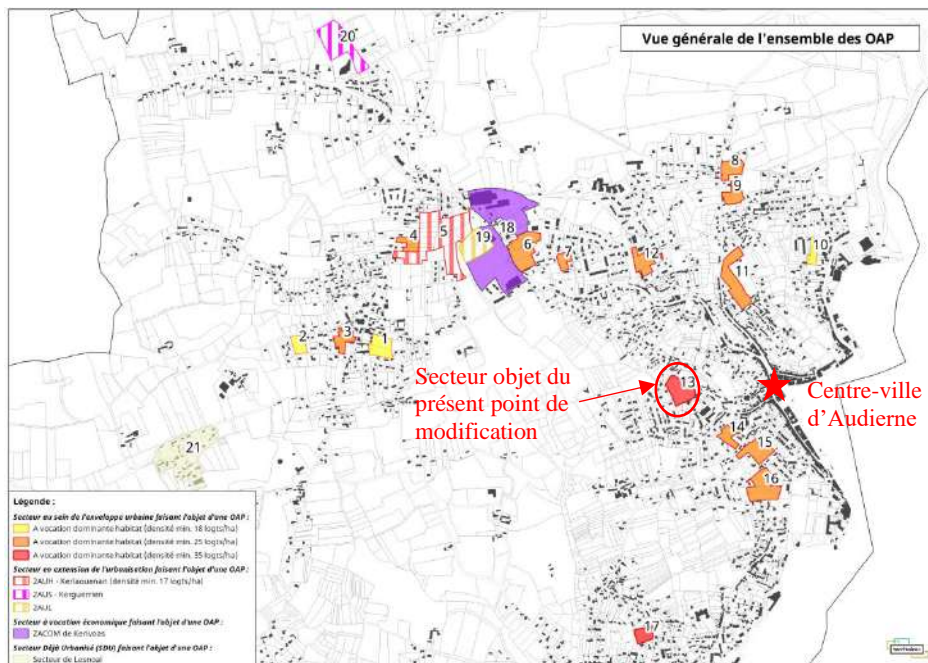 Vue générale de l'ensemble des OAP
20
8
9
18
5
4
19
6
7
12
10
11
3
2
1
Secteur objet du
présent point de
modification
13
Centre-ville
d'Audierne
14
15
16
21
17
Légende :
Secteur au sein de l'enveloppe urbaine faisant l'objet d'une OAP :
A vocation dominante habitat (densité min. 18 logts/ha)
A vocation dominante habitat (densité min. 25 logts/ha)
A vocation dominante habitat (densité min. 35 logts/ha)
Secteur en extension de l'urbanisation faisant l'objet d'une OAP :
2AUH - Kerlaouenan (densité min. 17 logts/ha)
2AUS - Kerguerrien
2AUL
Secteur à vocation économique faisant l'objet d'une OAP :
ZACOM de Kerivoas
Secteur Déjà Urbanisé (SDU) faisant l'objet d'une OAP :
Secteur de Lesnoal